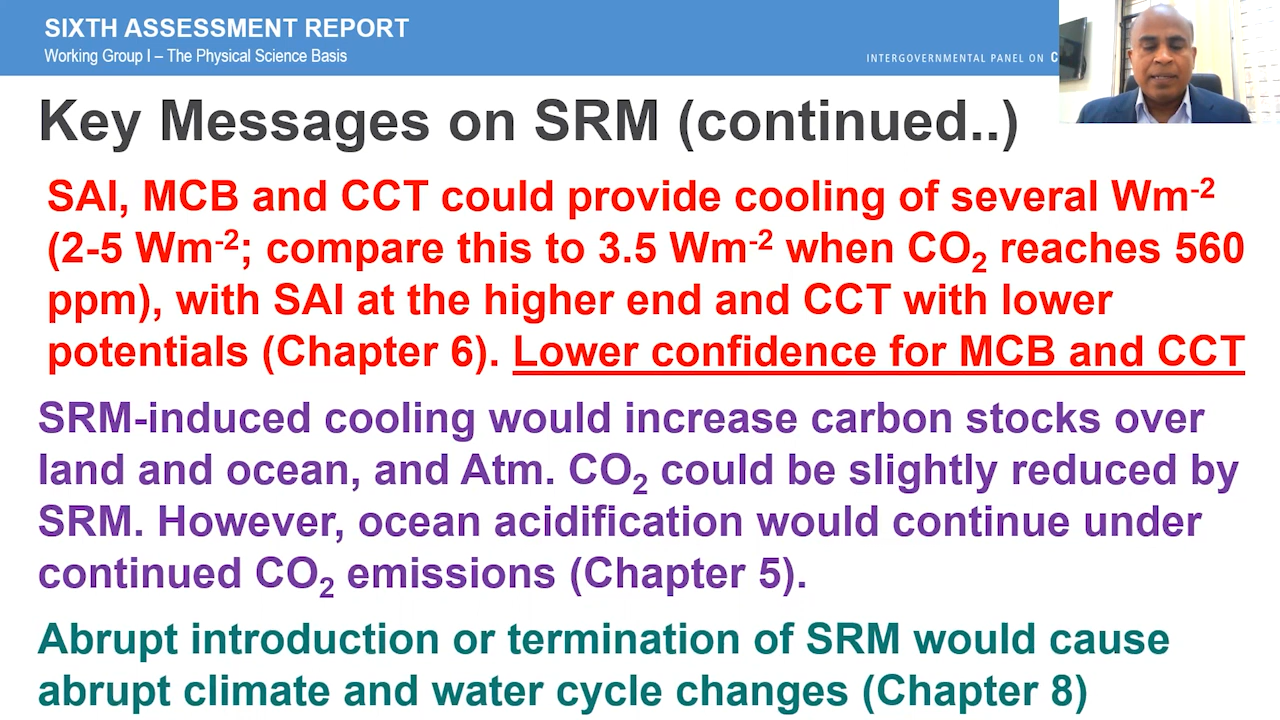 SIXTH ASSESSMENT REPORT
Working Group I – The Physical Science Basis
INTERGOVERNMENTAL PANEL ON
Key Messages on SRM (continued..)
SAI, MCB and CCT could provide cooling of several Wm-2
(2-5 Wm-2; compare this to 3.5 Wm-2 when CO2 reaches 560
ppm), with SAI at the higher end and CCT with lower
potentials (Chapter 6). Lower confidence for MCB and CCT
SRM-induced cooling would increase carbon stocks over
land and ocean, and Atm. CO2 could be slightly reduced by
SRM. However, ocean acidification would continue under
continued CO2 emissions (Chapter 5).
Abrupt introduction or termination of SRM would cause
abrupt climate and water cycle changes (Chapter 8)